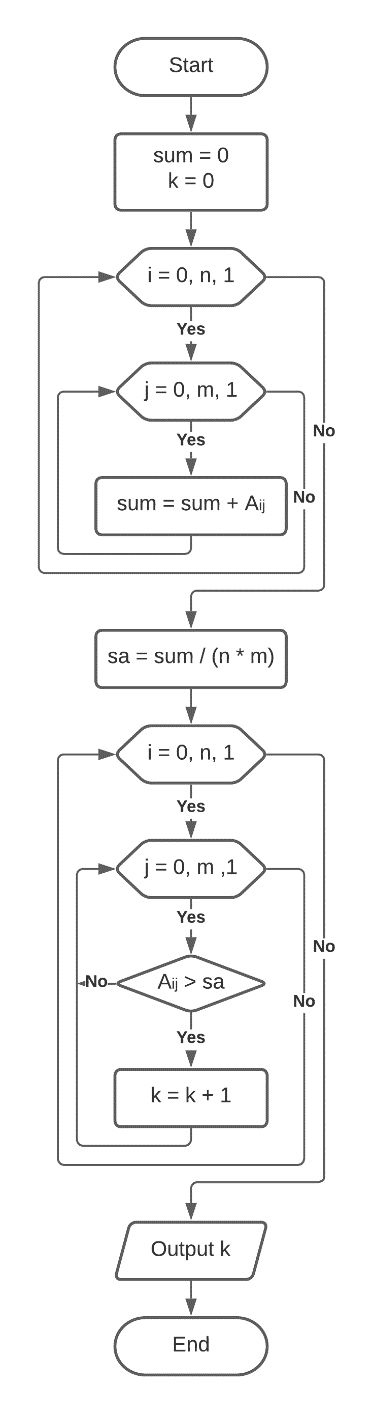 Start
sum = 0
k = 0
i = 0, n, 1
Yes
j = 0, m, 1
No
Yes
sum = sum + Aij
No
sa = sum / (n * m)
i = 0, n, 1
Yes
j = 0, m ,1
Yes
No
Aij > sa
No
No
Yes
k = k + 1
Output k
End